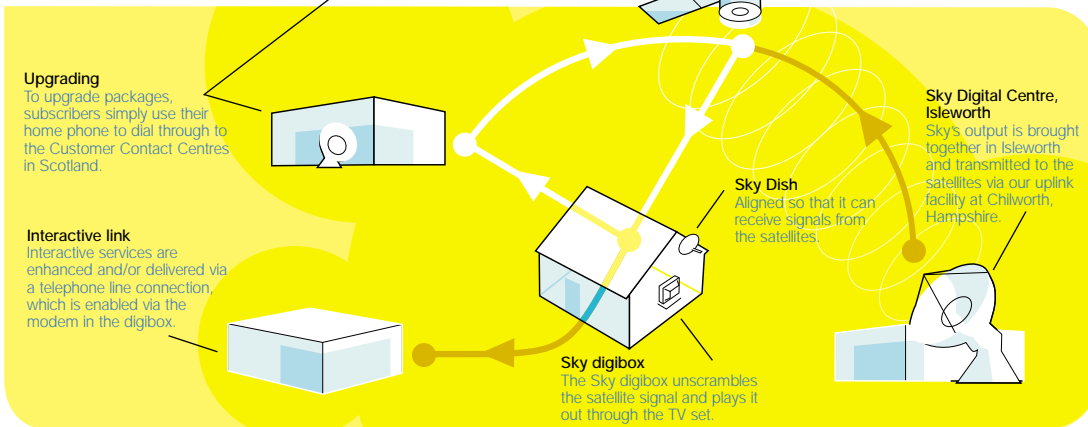 Upgrading
To upgrade packages,
subscribers simply use their
home phone to dial through to
the Customer Contact Centres
in Scotland.
Interactive link
Interactive services are
enhanced and/or delivered via
a telephone line connection,
which is enabled via the
modem in the digibox.
Sky Dish
Aligned so that it can
receive signals from
the satellites.
Sky digibox
The Sky digibox unscrambles
the satellite signal and plays it
out through the TV set.
Sky Digital Centre,
Isleworth
Sky's output is brought
together in Isleworth
and transmitted to the
satellites via our uplink
facility at Chilworth,
Hampshire.